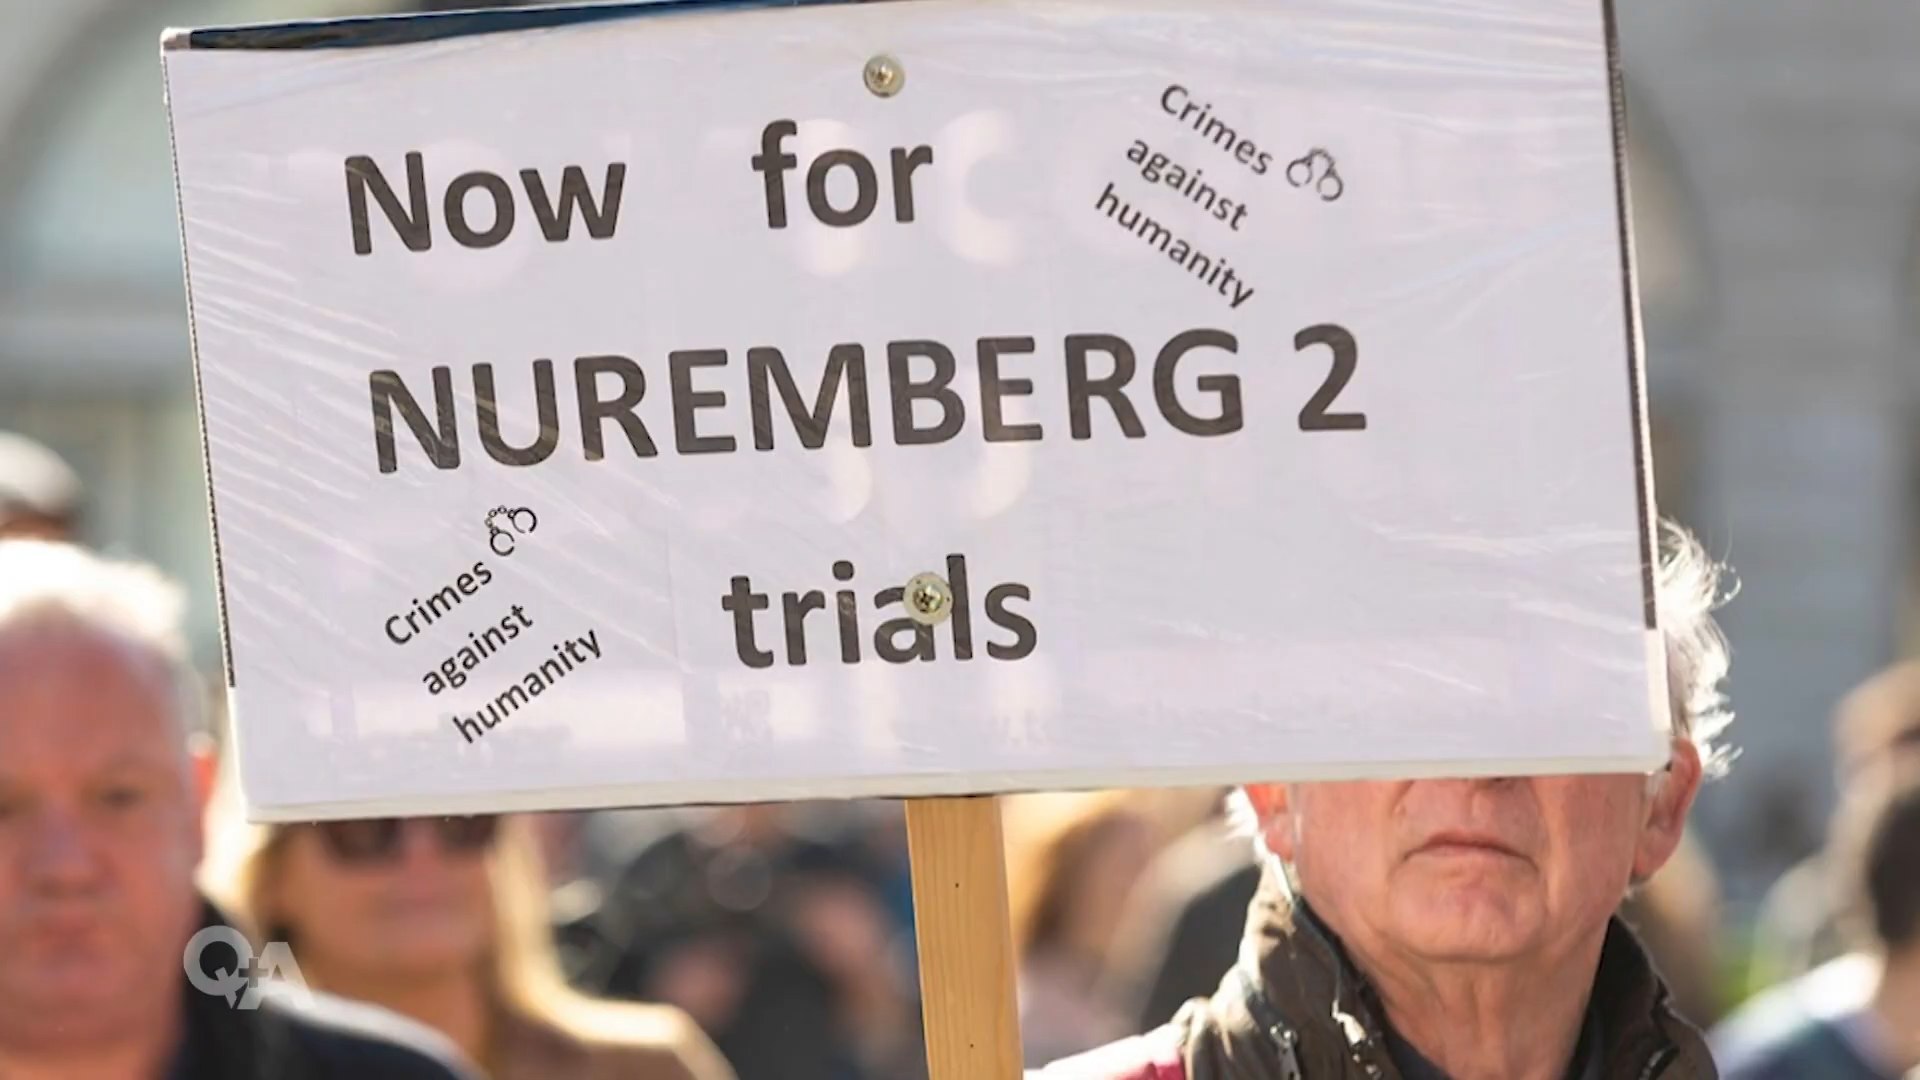 Now for
Crimes
against
humanity
NUREMBERG 2
trials
Crimes
against
humanity
Q+A